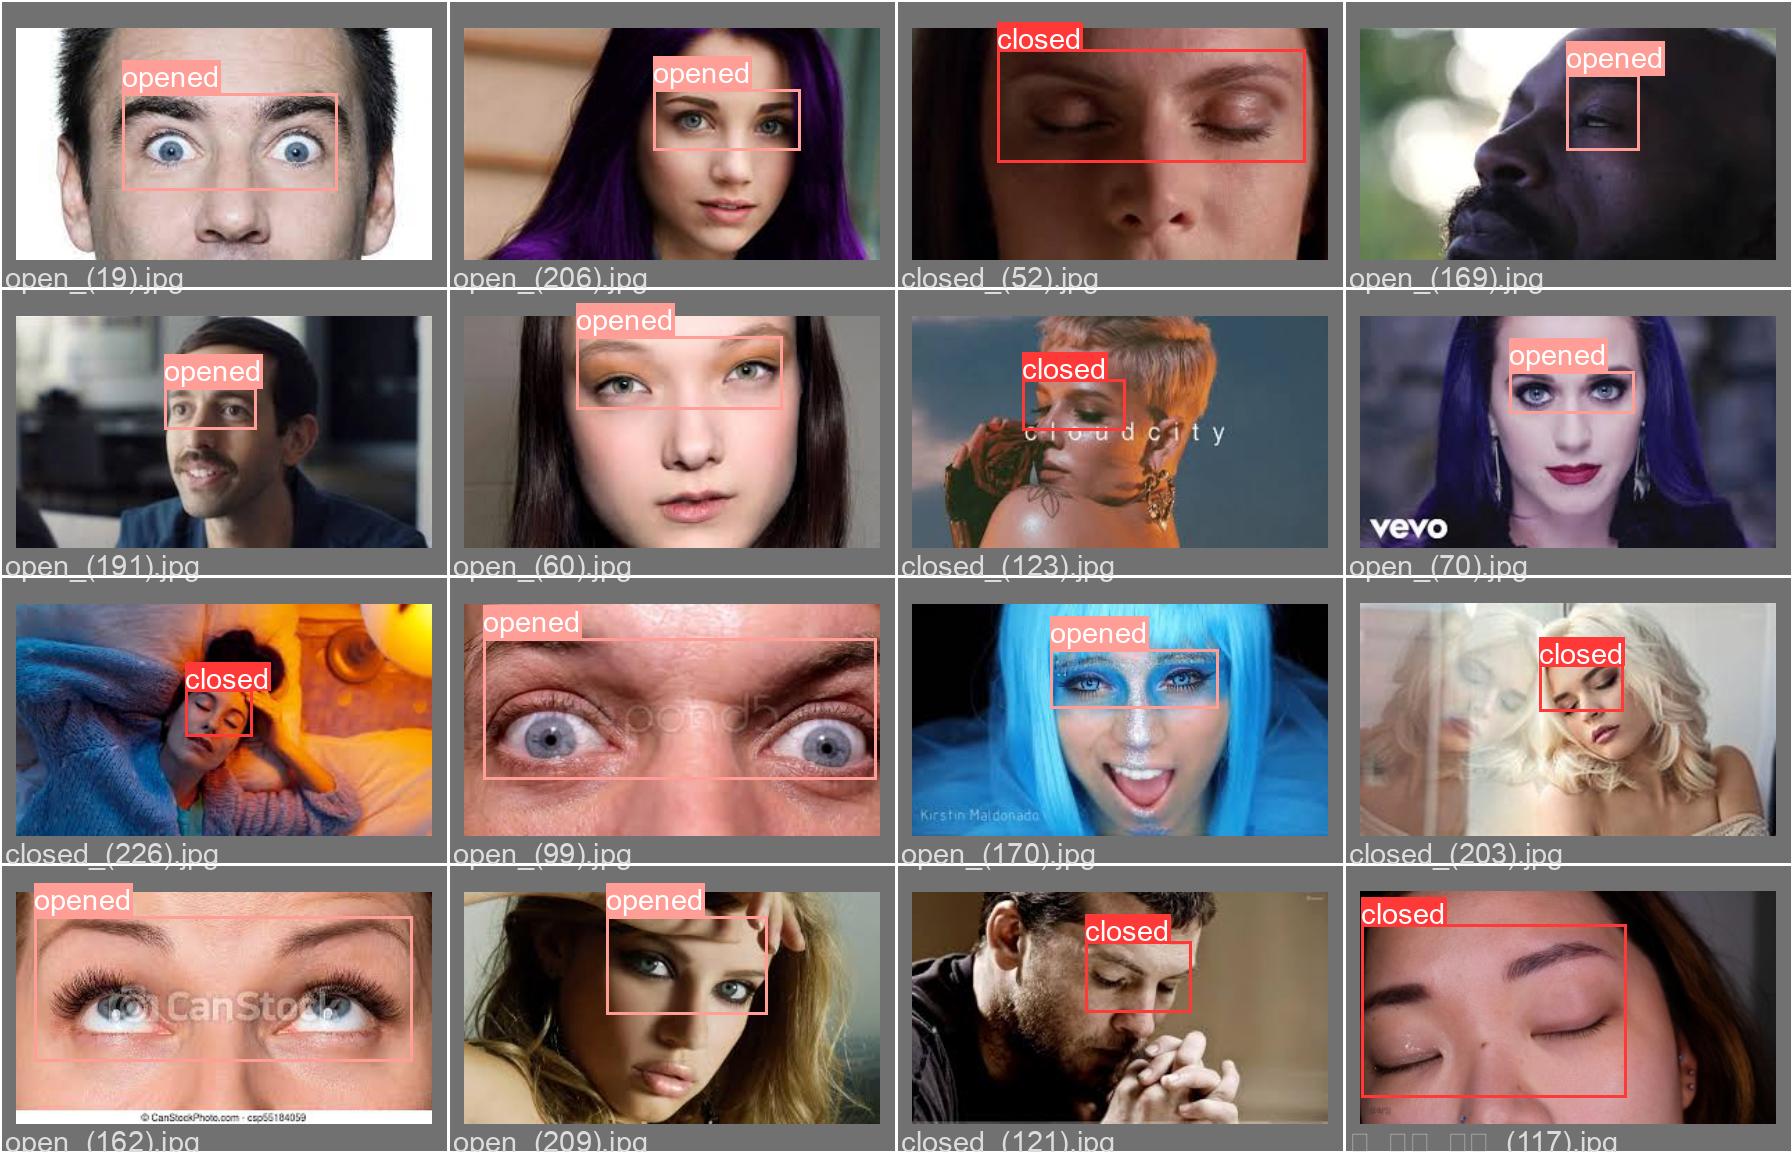 opened
open_(19).jpg
opened
open_(206).jpg
closed
closed_(52).jpg
opened
open_(169).jpg
opened
open_(191).jpg
opened
open_(60).jpg
closed
cloudcity
closed_(123).jpg
opened
vevo
open_(70).jpg
closed
closed_(226).jpg
opened
pond5
open_(99).jpg
opened
Kirstin Maldonado
open_(170).jpg
closed
closed_(203).jpg
opened
CanStock
© CanStockPhoto.com - csp55184059
open_(162).jpg
opened
open_(209).jpg
closed
closed_(121).jpg
closed
(117).jpg